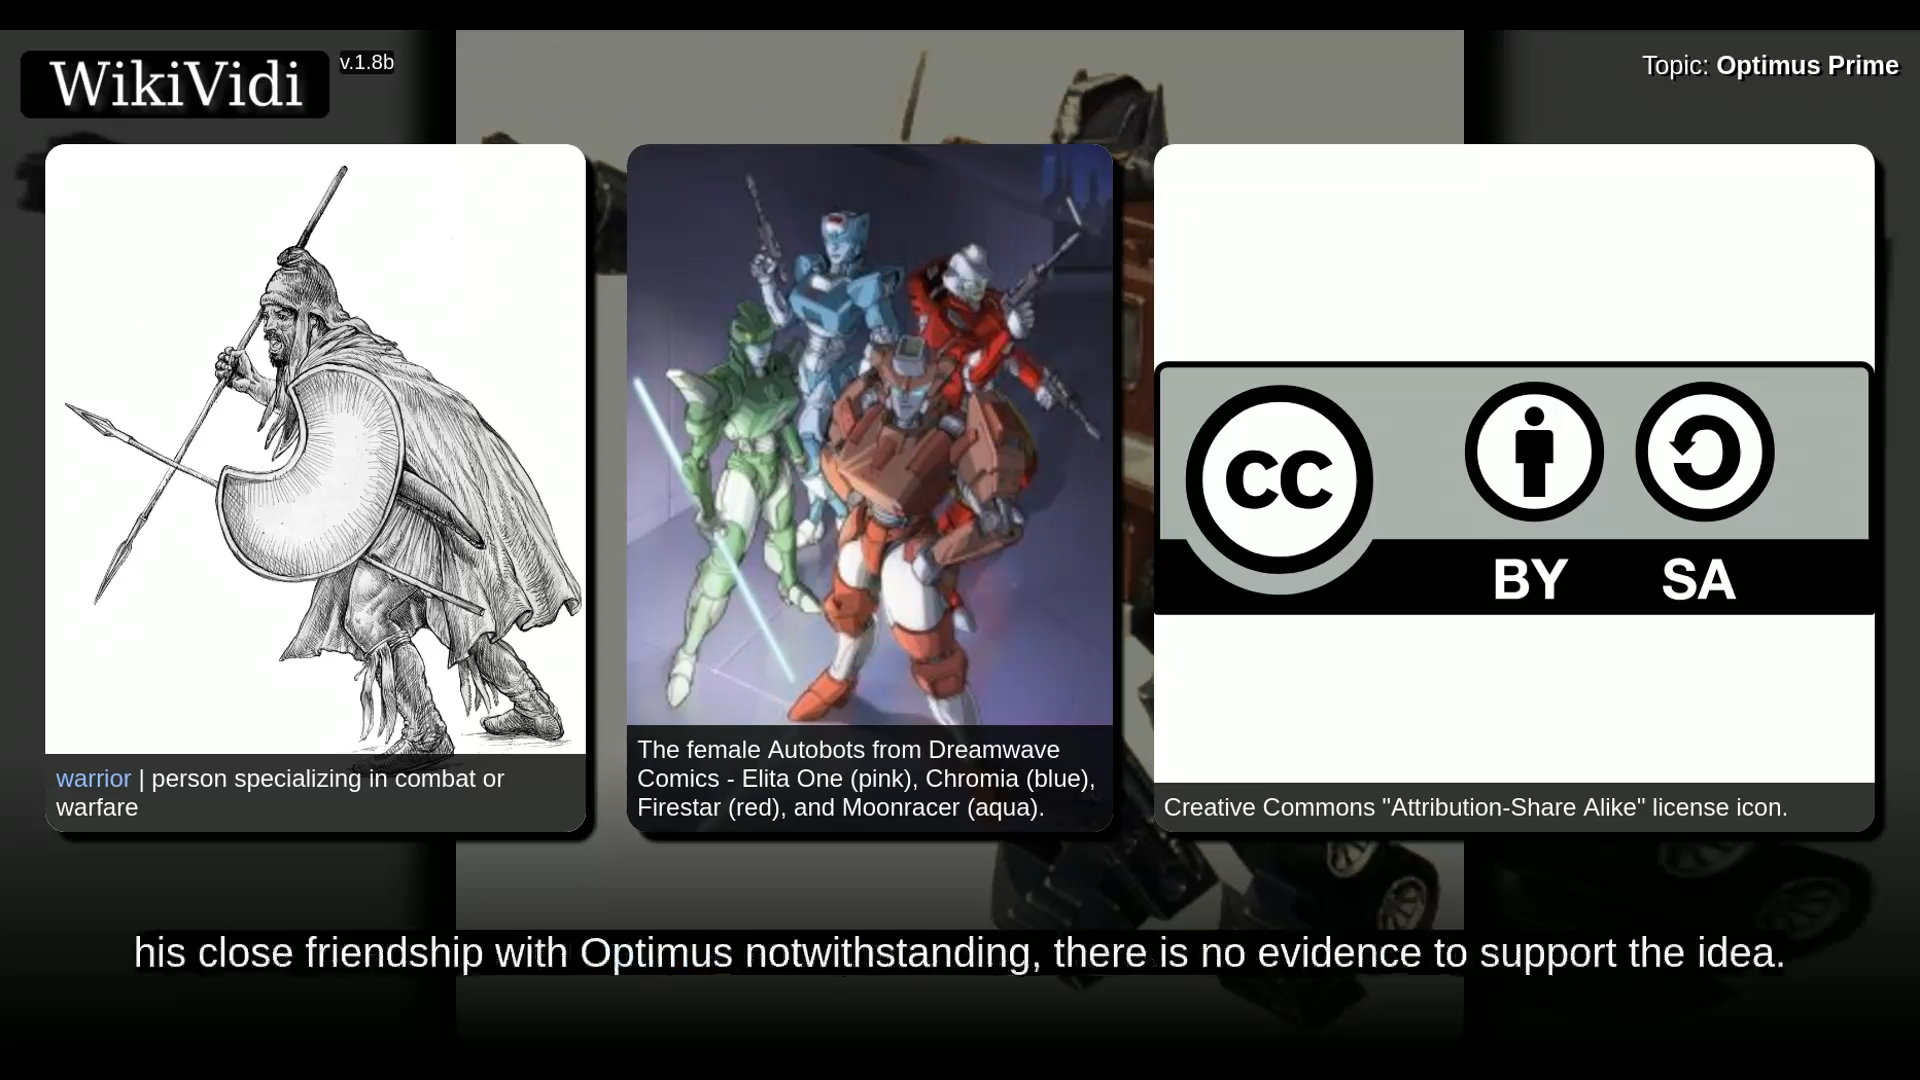 WikiVidi
v.1.8b
Topic: Optimus Prime
warrior | person specializing in combat or
warfare
The female Autobots from Dreamwave
Comics - Elita One (pink), Chromia (blue),
Firestar (red), and Moonracer (aqua).
cc
BY SA
Creative Commons "Attribution-Share Alike" license icon.
his close friendship with Optimus notwithstanding, there is no evidence to support the idea.